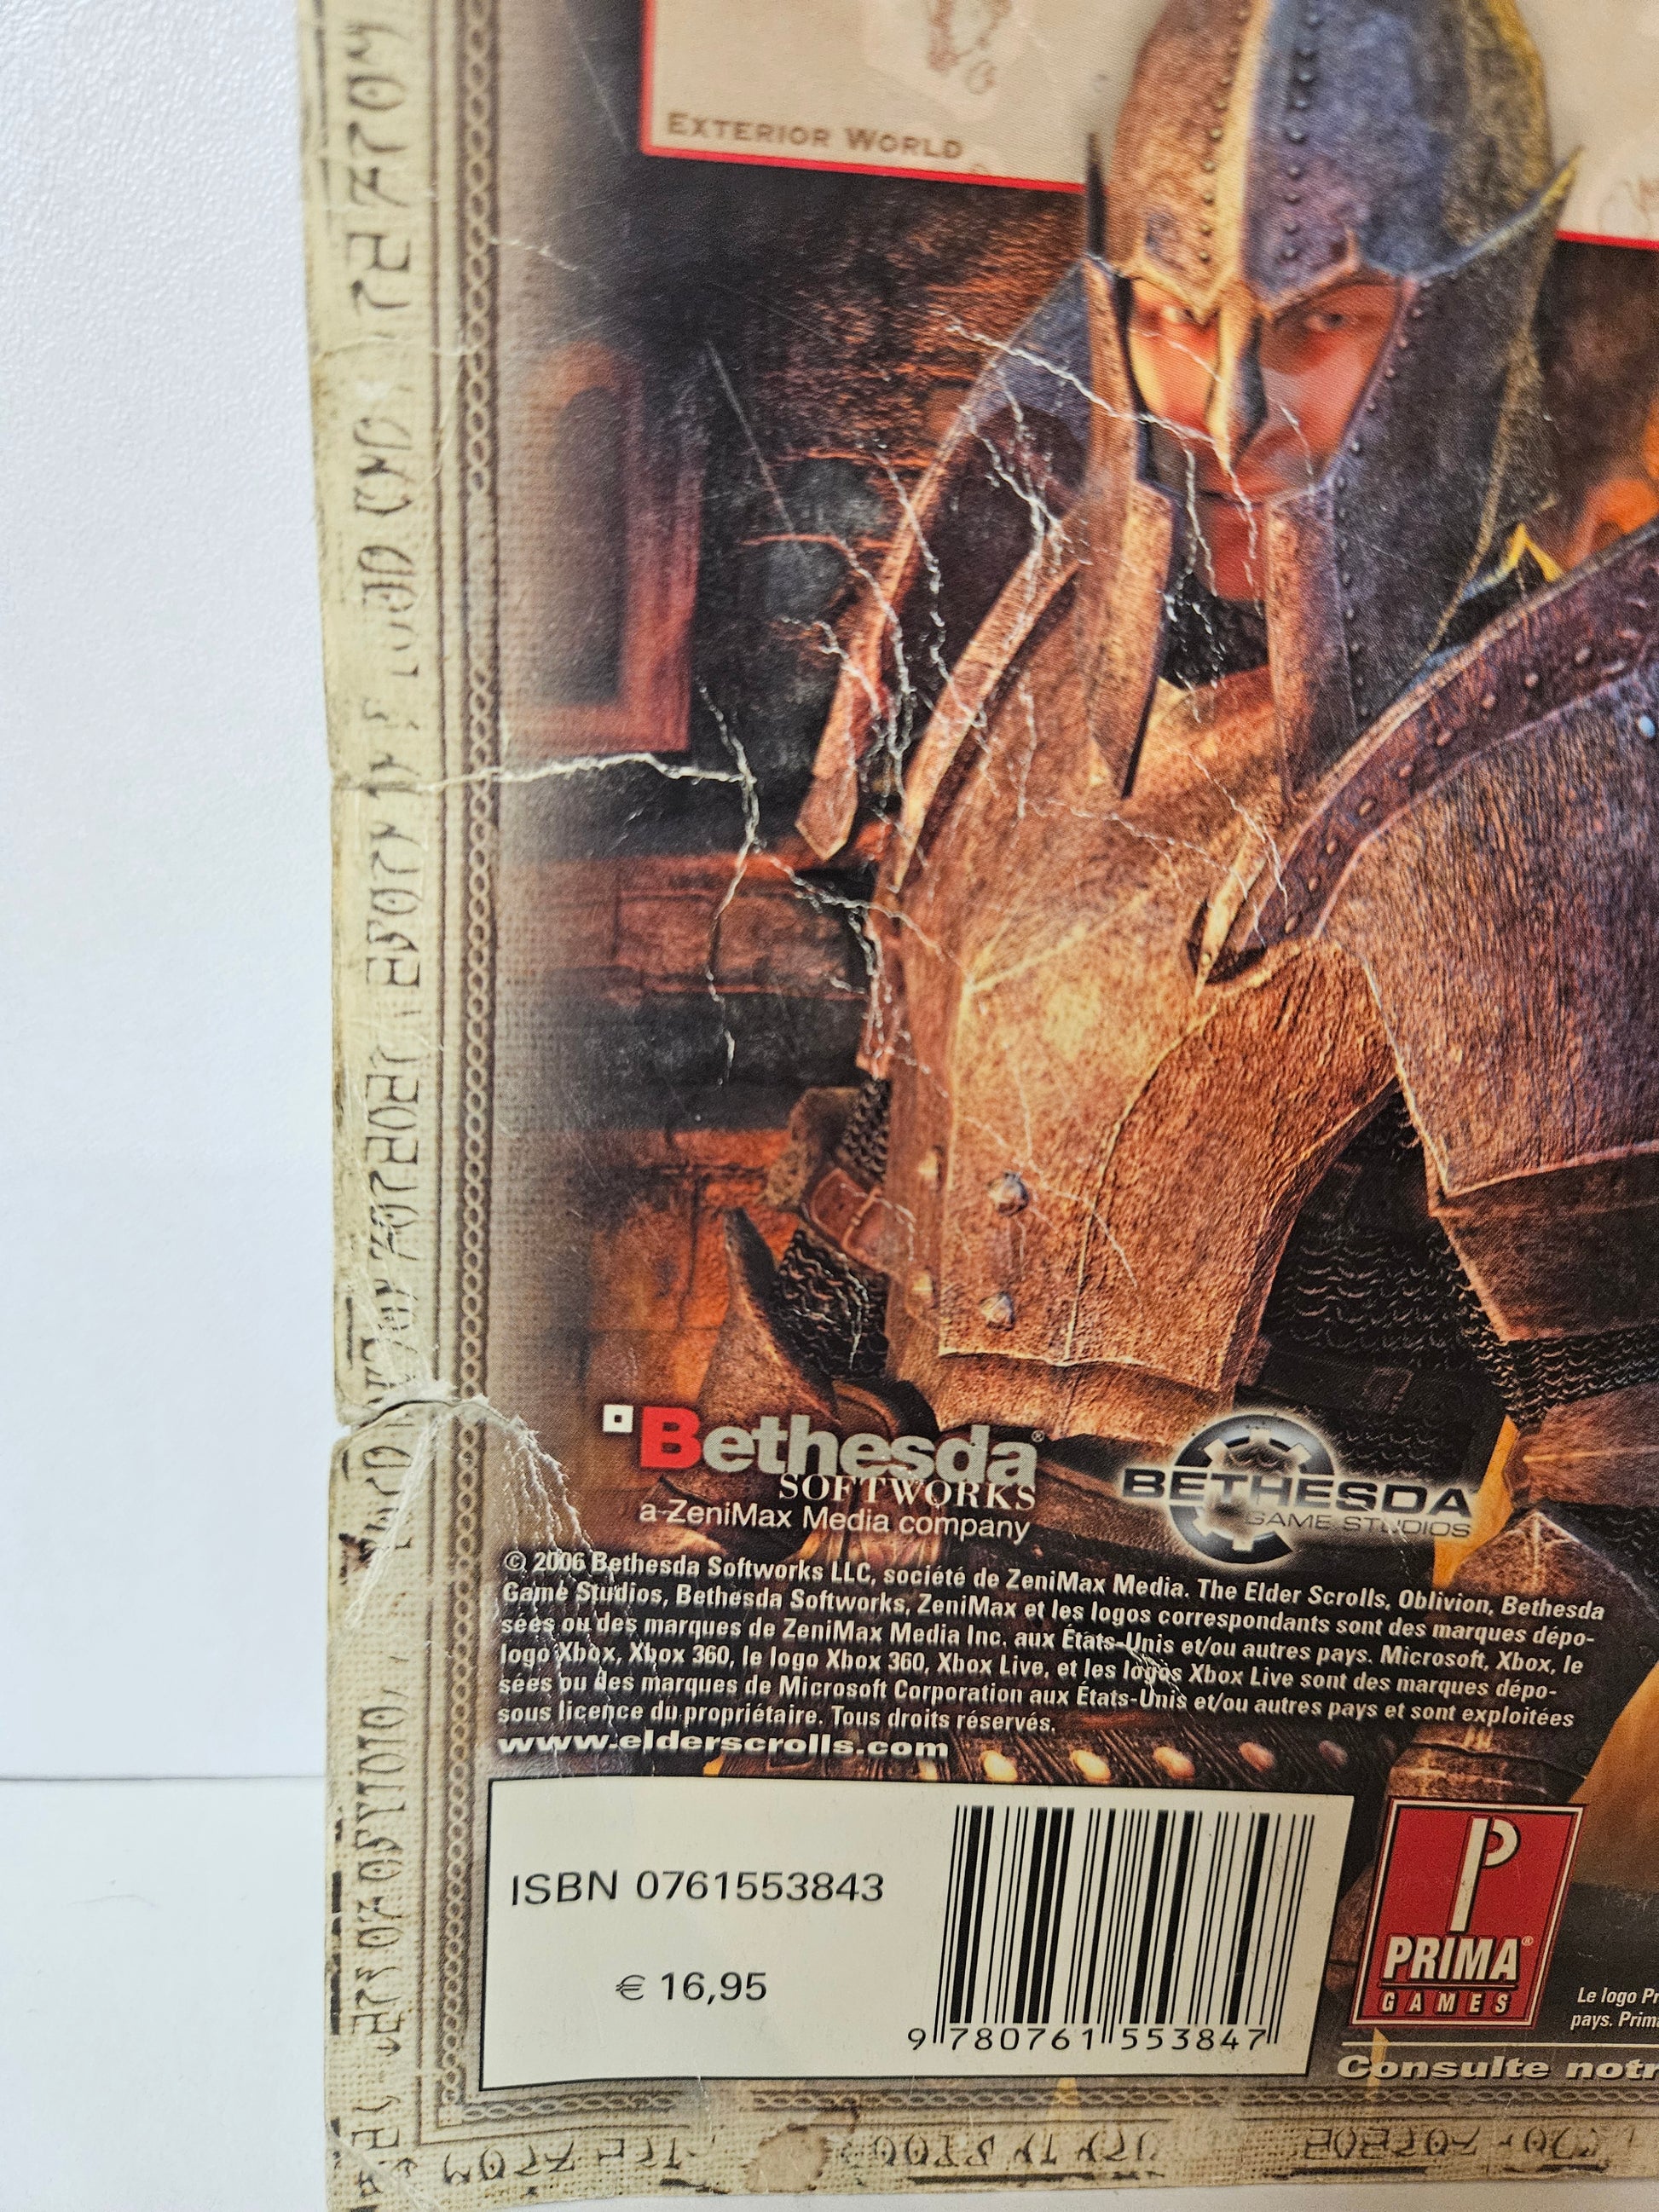 EXTERIOR WORLD
Bethesda®
SOFTWORKS
a ZeniMax Media company
BETHESDA
GAME STUDIOS
© 2006 Bethesda Softworks LLC, société de ZeniMax Media. The Elder Scrolls, Oblivion, Bethesda
Game Studios, Bethesda Softworks, ZeniMax et les logos correspondants sont des marques dépo-
sées ou des marques de ZeniMax Media Inc. aux États-Unis et/ou autres pays. Microsoft, Xbox, le
logo Xbox, Xbox 360, le logo Xbox 360, Xbox Live, et les logos Xbox Live sont des marques dépo-
sées ou des marques de Microsoft Corporation aux États-Unis et/ou autres pays et sont exploitées
sous licence du propriétaire. Tous droits réservés.
www.elderscrolls.com
ISBN 0761553843
€ 16,95
9 780761 553847
P
PRIMA®
GAMES
Le logo
pays.
Consulte